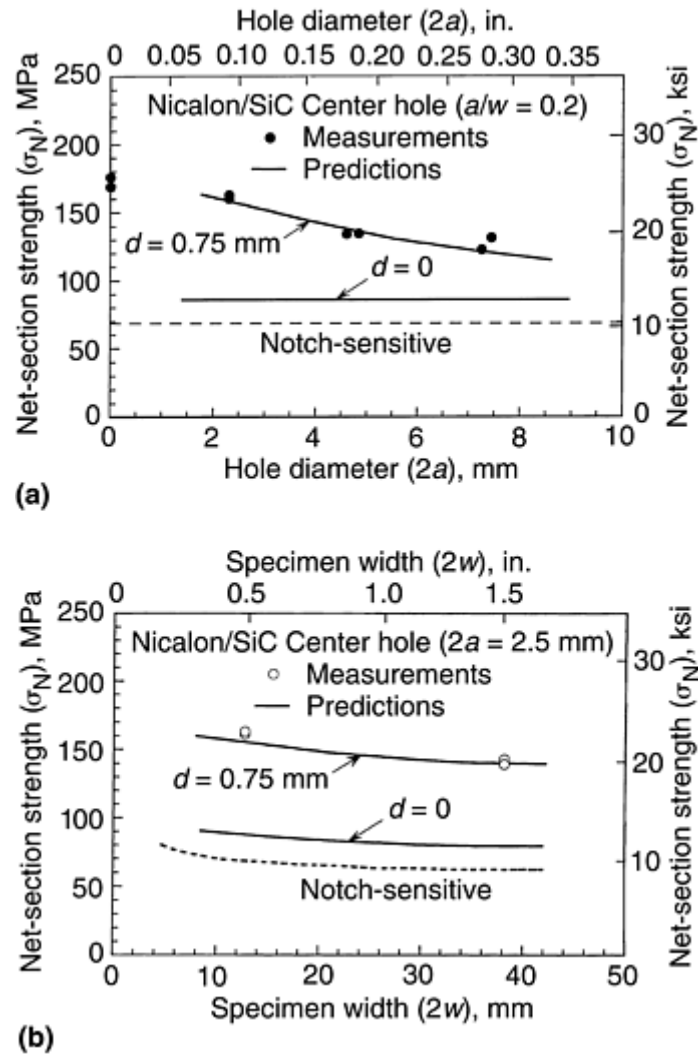 Hole diameter (2a), in.
0 0.05 0.10 0.15 0.20 0.25 0.30 0.35
Net-section strength (σN), MPa
250
200
150
100
50
0
Nicalon/SiC Center hole (a/w = 0.2)
Measurements
Predictions
d = 0.75 mm
d = 0
Notch-sensitive
30
20
10
0
Net-section strength (σN), ksi
0 2 4 6 8 10
Hole diameter (2a), mm
(a)
Specimen width (2w), in.
0 0.5 1.0 1.5
Net-section strength (σN), MPa
250
200
150
100
50
0
Nicalon/SiC Center hole (2a = 2.5 mm)
Measurements
Predictions
d = 0.75 mm
d = 0
Notch-sensitive
30
20
10
Net-section strength (σN), ksi
0 10 20 30 40 50
Specimen width (2w), mm
(b)